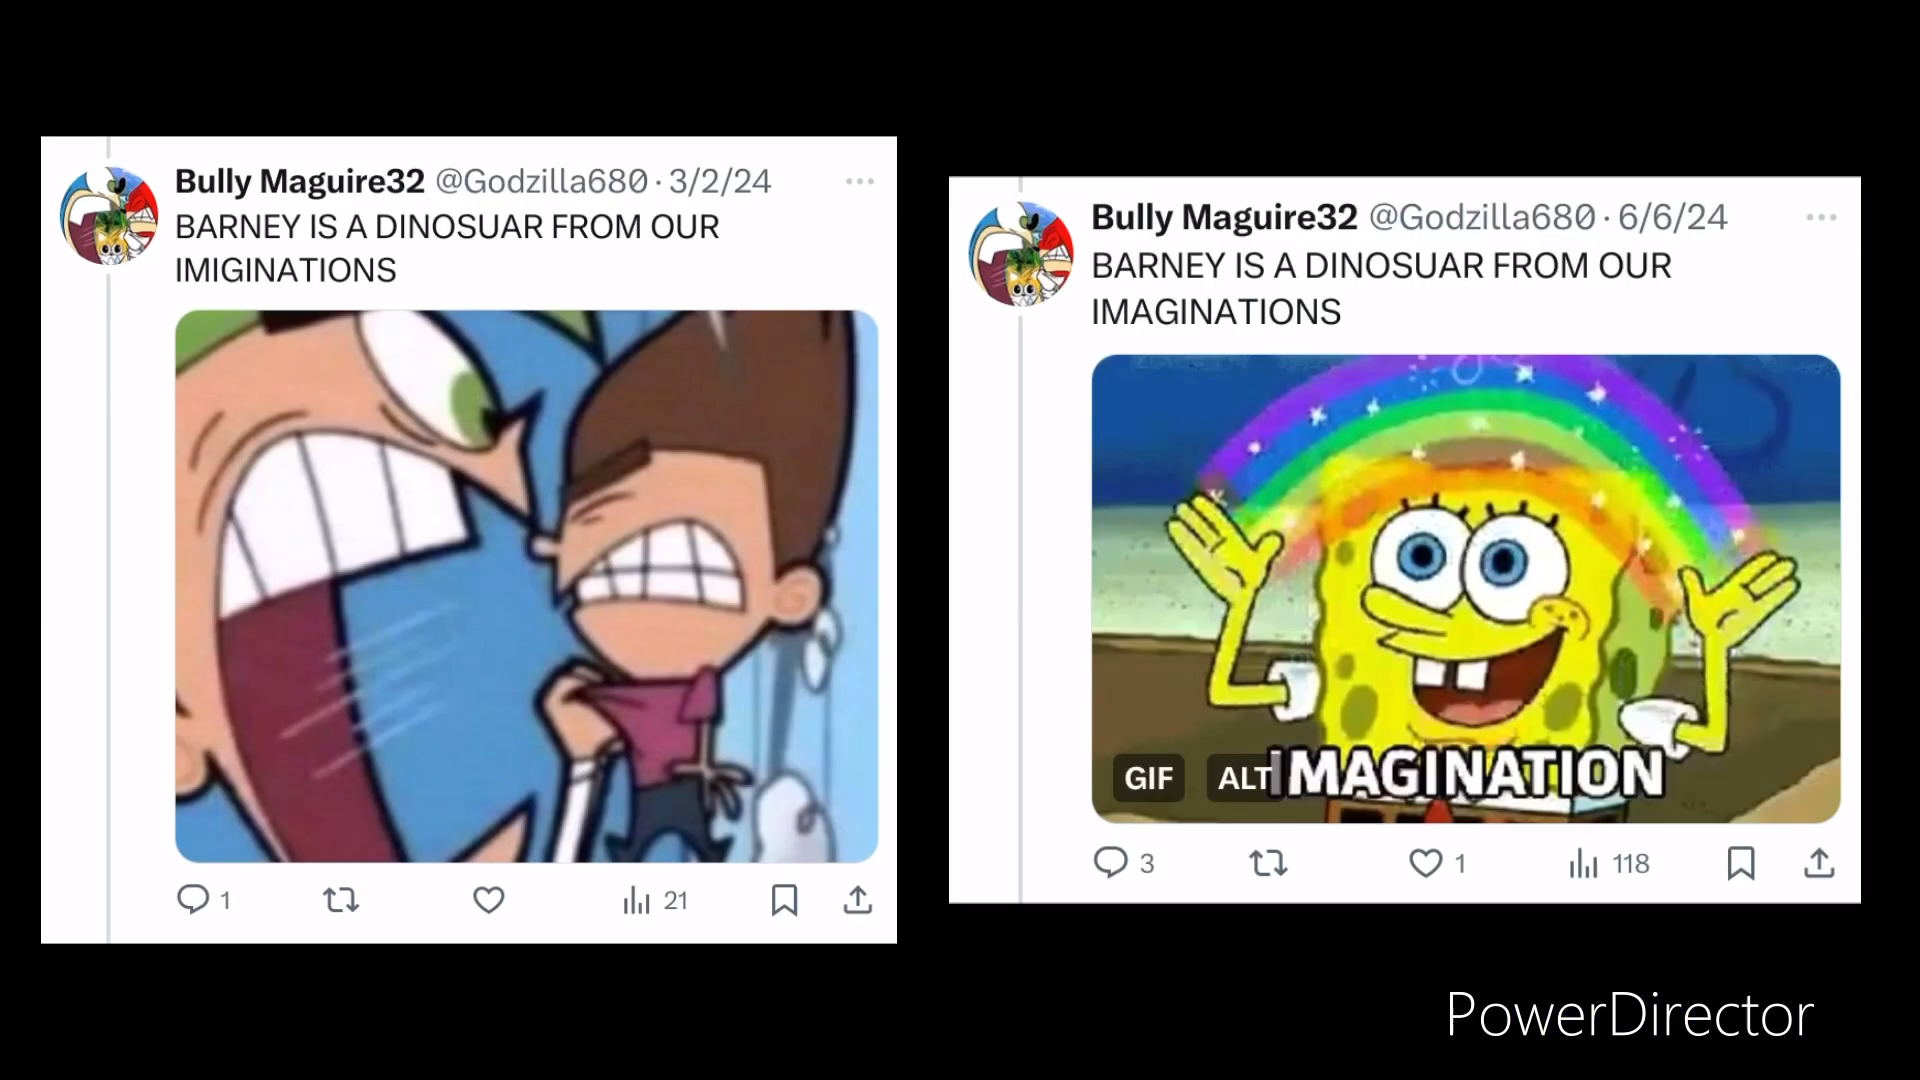 Bully Maguire32 @Godzilla680 · 3/2/24
BARNEY IS A DINOSUAR FROM OUR
IMIGINATIONS
1
21
Bully Maguire32 @Godzilla680 · 6/6/24
BARNEY IS A DINOSUAR FROM OUR
IMAGINATIONS
GIF ALT IMAGINATION
3
1
118
PowerDirector